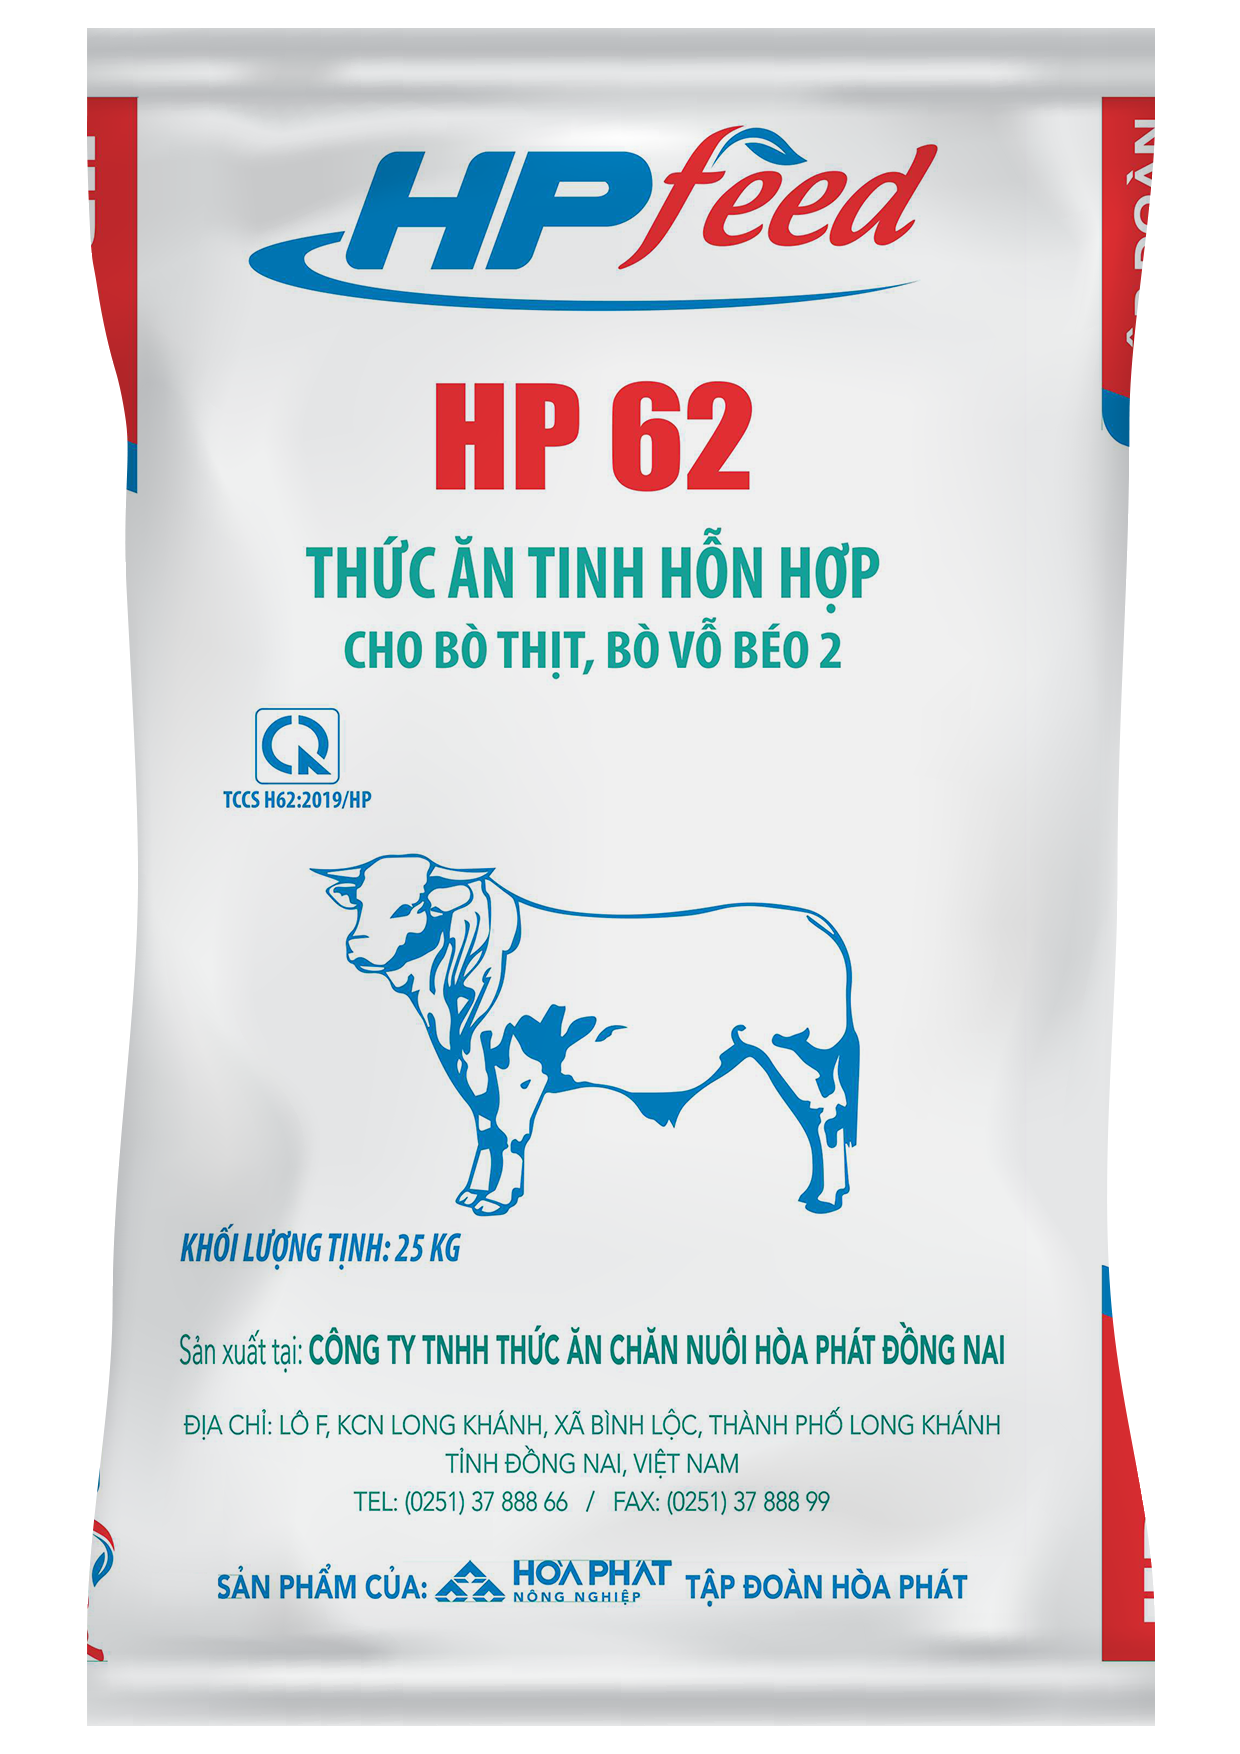 HPfeed
HP 62
THỨC ĂN TINH HỖN HỢP
CHO BÒ THỊT, BÒ VỖ BÉO 2
TCCS H62:2019/HP
KHỐI LƯỢNG TỊNH: 25 KG
Sản xuất tại: CÔNG TY TNHH THỨC ĂN CHĂN NUÔI HÒA PHÁT ĐỒNG NAI
ĐỊA CHỈ: LÔ F, KCN LONG KHÁNH, XÃ BÌNH LỘC, THÀNH PHỐ LONG KHÁNH
TỈNH ĐỒNG NAI, VIỆT NAM
TEL: (0251) 37 888 66 / FAX: (0251) 37 888 99
SẢN PHẨM CỦA: HÒA PHÁT NÔNG NGHIỆP TẬP ĐOÀN HÒA PHÁT